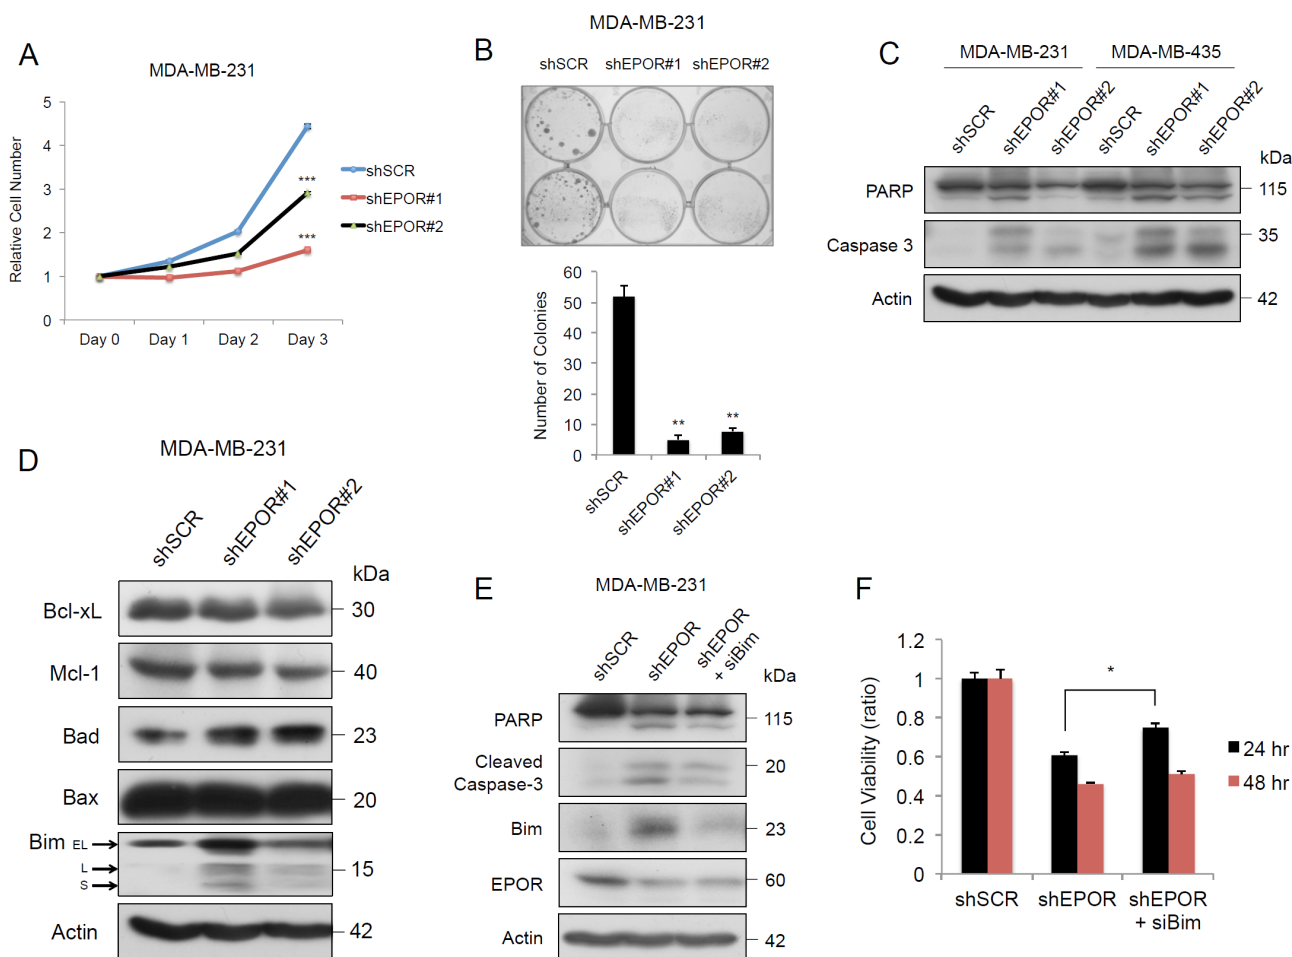 A
MDA-MB-231
Relative Cell Number
5
4
3
2
1
0
***
***
Day 0 Day 1 Day 2 Day 3
shSCR
shEPOR#1
shEPOR#2
B
MDA-MB-231
shSCR shEPOR#1 shEPOR#2
Number of Colonies
60
50
40
30
20
10
0
** **
shSCR shEPOR#1 shEPOR#2
C
MDA-MB-231 MDA-MB-435
shSCR shEPOR#1 shEPOR#2 shSCR shEPOR#1 shEPOR#2
kDa
PARP 115
Caspase 3 35
Actin 42
D
MDA-MB-231
shSCR shEPOR#1 shEPOR#2
kDa
Bcl-xL 30
Mcl-1 40
Bad 23
Bax 20
Bim EL
L 15
S
Actin 42
E
MDA-MB-231
shSCR shEPOR shEPOR
+ siBim
kDa
PARP 115
Cleaved 20
Caspase-3
Bim 23
EPOR 60
Actin 42
F
Cell Viability (ratio)
1.2
1
0.8
0.6
0.4
0.2
0
*
24 hr
48 hr
shSCR shEPOR shEPOR
+ siBim